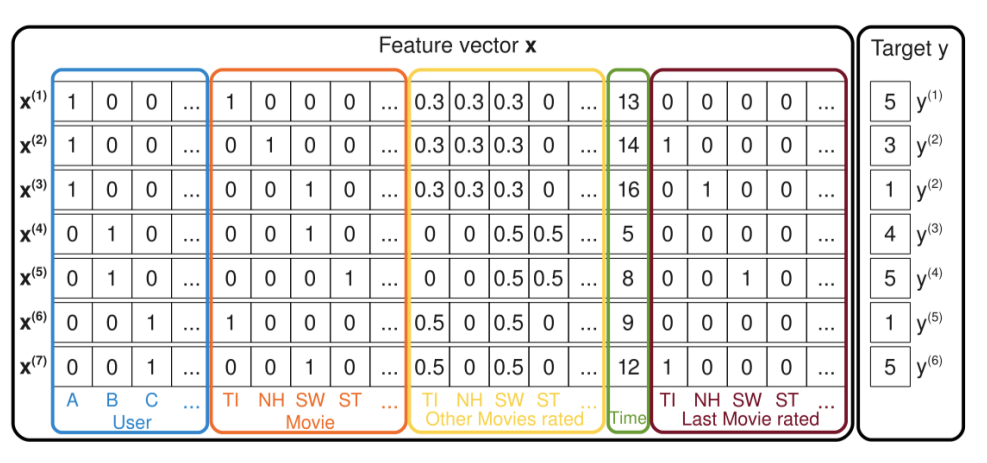 Feature vector x Target y
x(1) 1 0 0 ... 1 0 0 0 ... 0.3 0.3 0.3 0 ... 13 0 0 0 0 ... 5 y(1)
x(2) 1 0 0 ... 0 1 0 0 ... 0.3 0.3 0.3 0 ... 14 1 0 0 0 ... 3 y(2)
x(3) 1 0 0 ... 0 0 1 0 ... 0.3 0.3 0.3 0 ... 16 0 1 0 0 ... 1 y(2)
x(4) 0 1 0 ... 0 0 1 0 ... 0 0 0.5 0.5 ... 5 0 0 0 0 ... 4 y(3)
x(5) 0 1 0 ... 0 0 0 1 ... 0 0 0.5 0.5 ... 8 0 0 1 0 ... 5 y(4)
x(6) 0 0 1 ... 1 0 0 0 ... 0.5 0 0.5 0 ... 9 0 0 0 0 ... 1 y(5)
x(7) 0 0 1 ... 0 0 1 0 ... 0.5 0 0.5 0 ... 12 1 0 0 0 ... 5 y(6)
A B C ... TI NH SW ST ... TI NH SW ST ... TI NH SW ST ...
User Movie Other Movies rated Time Last Movie rated